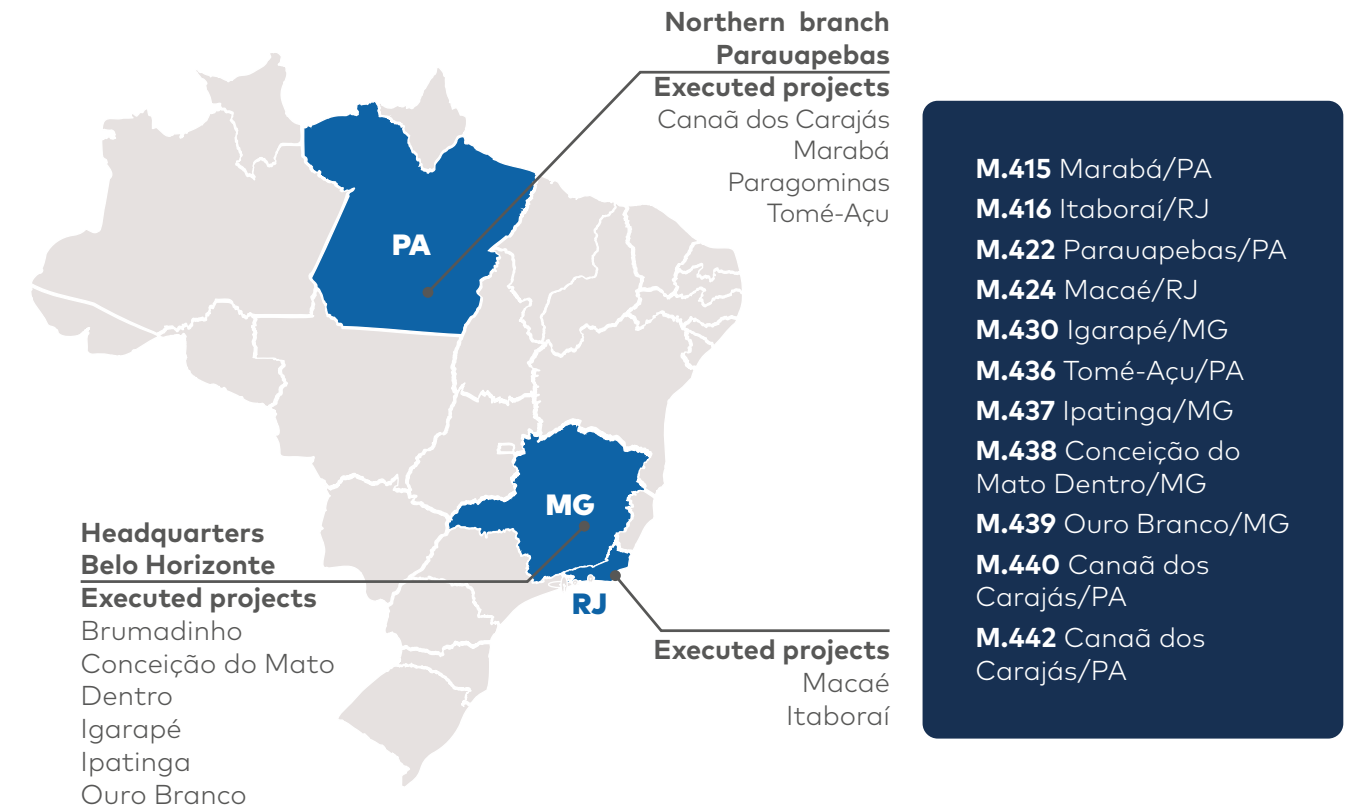 Northern branch
Parauapebas
Executed projects
Canaã dos Carajás
Marabá
Paragominas
Tomé-Açu
PA
MG
RJ
Headquarters
Belo Horizonte
Executed projects
Brumadinho
Conceição do Mato
Dentro
Igarapé
Ipatinga
Ouro Branco
Executed projects
Macaé
Itaboraí
M.415 Marabá/PA
M.416 Itaboraí/RJ
M.422 Parauapebas/PA
M.424 Macaé/RJ
M.430 Igarapé/MG
M.436 Tomé-Açu/PA
M.437 Ipatinga/MG
M.438 Conceição do
Mato Dentro/MG
M.439 Ouro Branco/MG
M.440 Canaã dos
Carajás/PA
M.442 Canaã dos
Carajás/PA